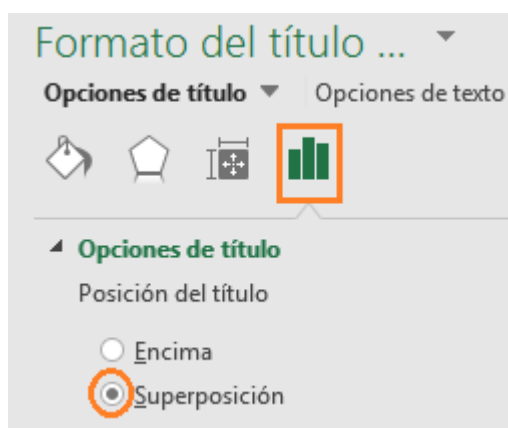 Formato del título ...
Opciones de título Opciones de texto
Opciones de título
Posición del título
Encima
Superposición